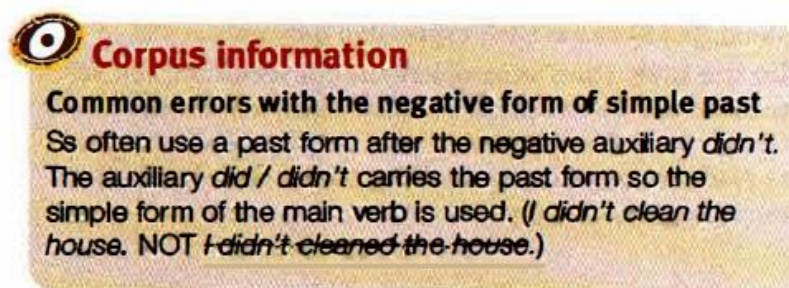 Corpus information
Common errors with the negative form of simple past
Ss often use a past form after the negative auxiliary didn't.
The auxiliary did / didn't carries the past form so the
simple form of the main verb is used. (I didn't clean the
house. NOT I didn't cleaned the house.)